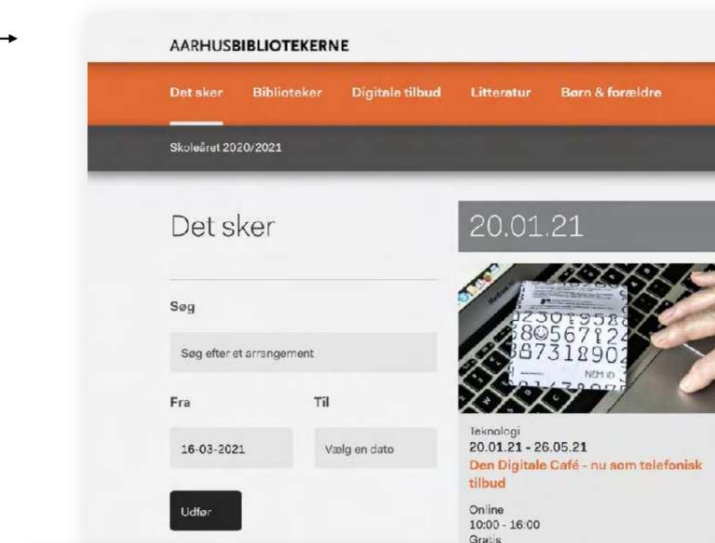 AARHUSBIBLIOTEKERNE
Det sker Biblioteker Digitale tilbud Litteratur Børn & forældre
Skoleåret 2020/2021
Det sker
Søg
Søg efter et arrangement
Fra Til
16-03-2021 Vælg en dato
Udfør
20.01.21
NEM ID
Teknologi
20.01.21 - 26.05.21
Den Digitale Café - nu som telefonisk
tilbud
Online
10:00 - 16:00
Gratis